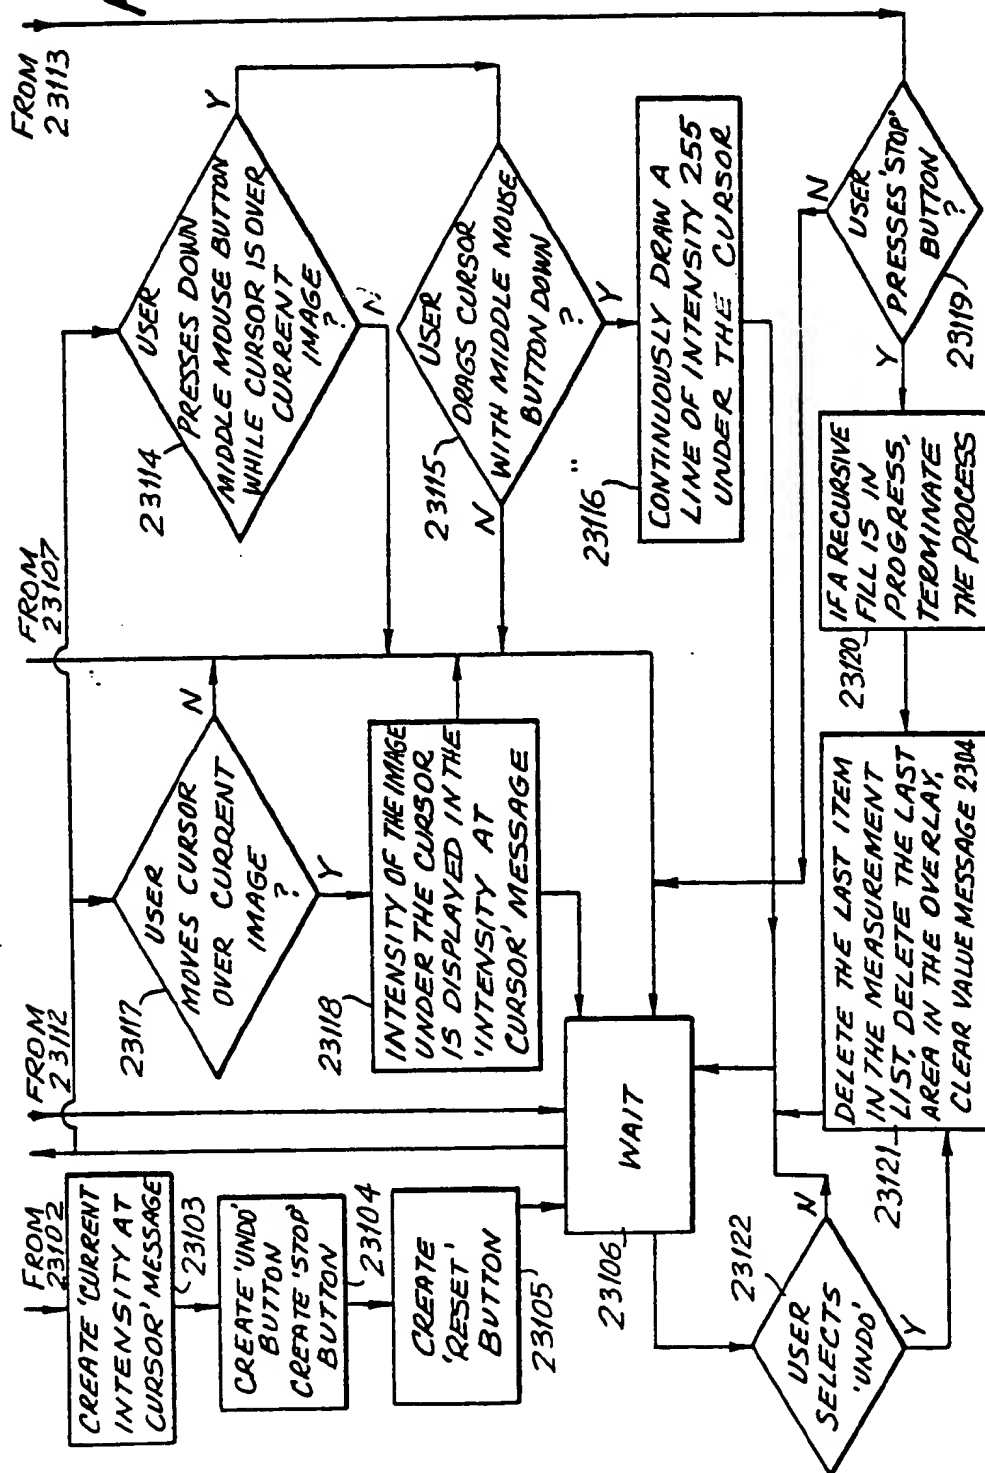 FROM
23102
CREATE 'CURRENT
INTENSITY AT
CURSOR' MESSAGE
23103
CREATE 'UNDO'
BUTTON
CREATE 'STOP'
BUTTON
23104
CREATE
'RESET'
BUTTON
23105
FROM
23112
WAIT
23106
USER
SELECTS
'UNDO'
23122
N
Y
USER
MOVES CURSOR
OVER CURRENT
IMAGE
?
23117
N
Y
INTENSITY OF THE IMAGE
UNDER THE CURSOR
IS DISPLAYED IN THE
'INTENSITY AT
CURSOR' MESSAGE
23118
FROM
23107
USER
PRESSES DOWN
MIDDLE MOUSE BUTTON
WHILE CURSOR IS OVER
CURRENT
IMAGE
?
23114
Y
N
USER
DRAGS CURSOR
WITH MIDDLE MOUSE
BUTTON DOWN
?
23115
N
Y
CONTINUOUSLY DRAW A
LINE OF INTENSITY 255
UNDER THE CURSOR
23116
FROM
23113
USER
PRESSES 'STOP'
BUTTON
?
23119
N
Y
IF A RECURSIVE
FILL IS IN
PROGRESS,
TERMINATE
THE PROCESS
23120
DELETE THE LAST ITEM
IN THE MEASUREMENT
LIST, DELETE THE LAST
AREA IN THE OVERLAY,
CLEAR VALUE MESSAGE 2304
23121